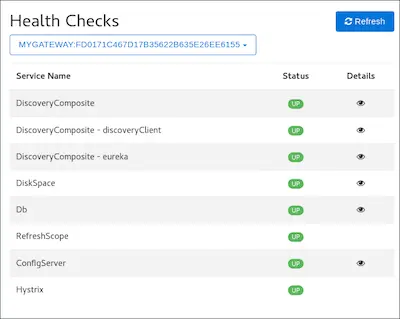 Health Checks
Refresh
MYGATEWAY:FD0171C467D17B35622B635E26EE6155
Service Name Status Details
DiscoveryComposite UP
DiscoveryComposite - discoveryClient UP
DiscoveryComposite - eureka UP
DiskSpace UP
Db UP
RefreshScope UP
ConfigServer UP
Hystrix UP